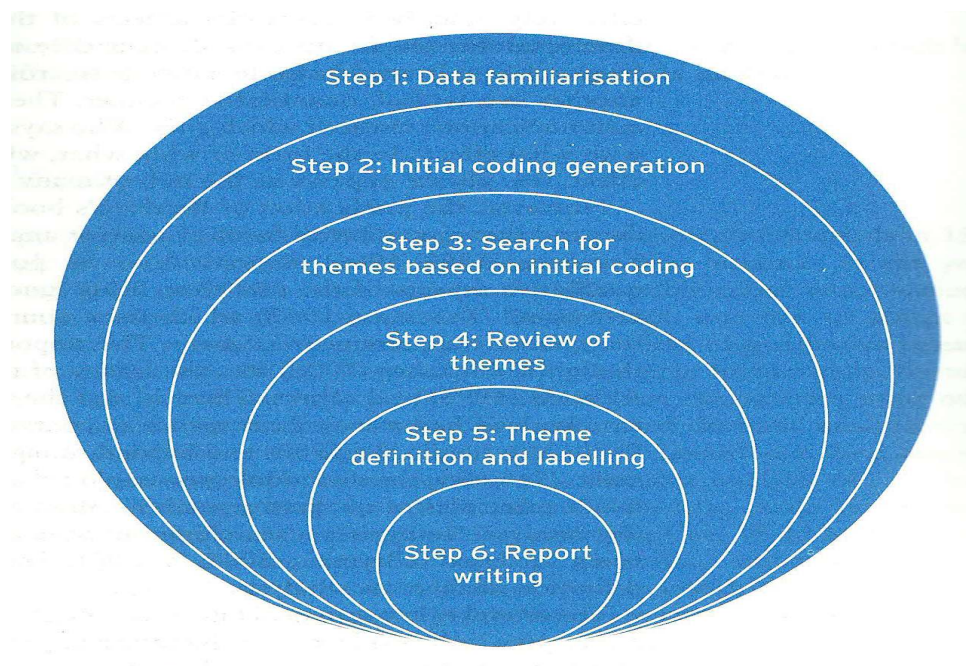 Step 1: Data familiarisation
Step 2: Initial coding generation
Step 3: Search for
themes based on initial coding
Step 4: Review of
themes
Step 5: Theme
definition and labelling
Step 6: Report
writing